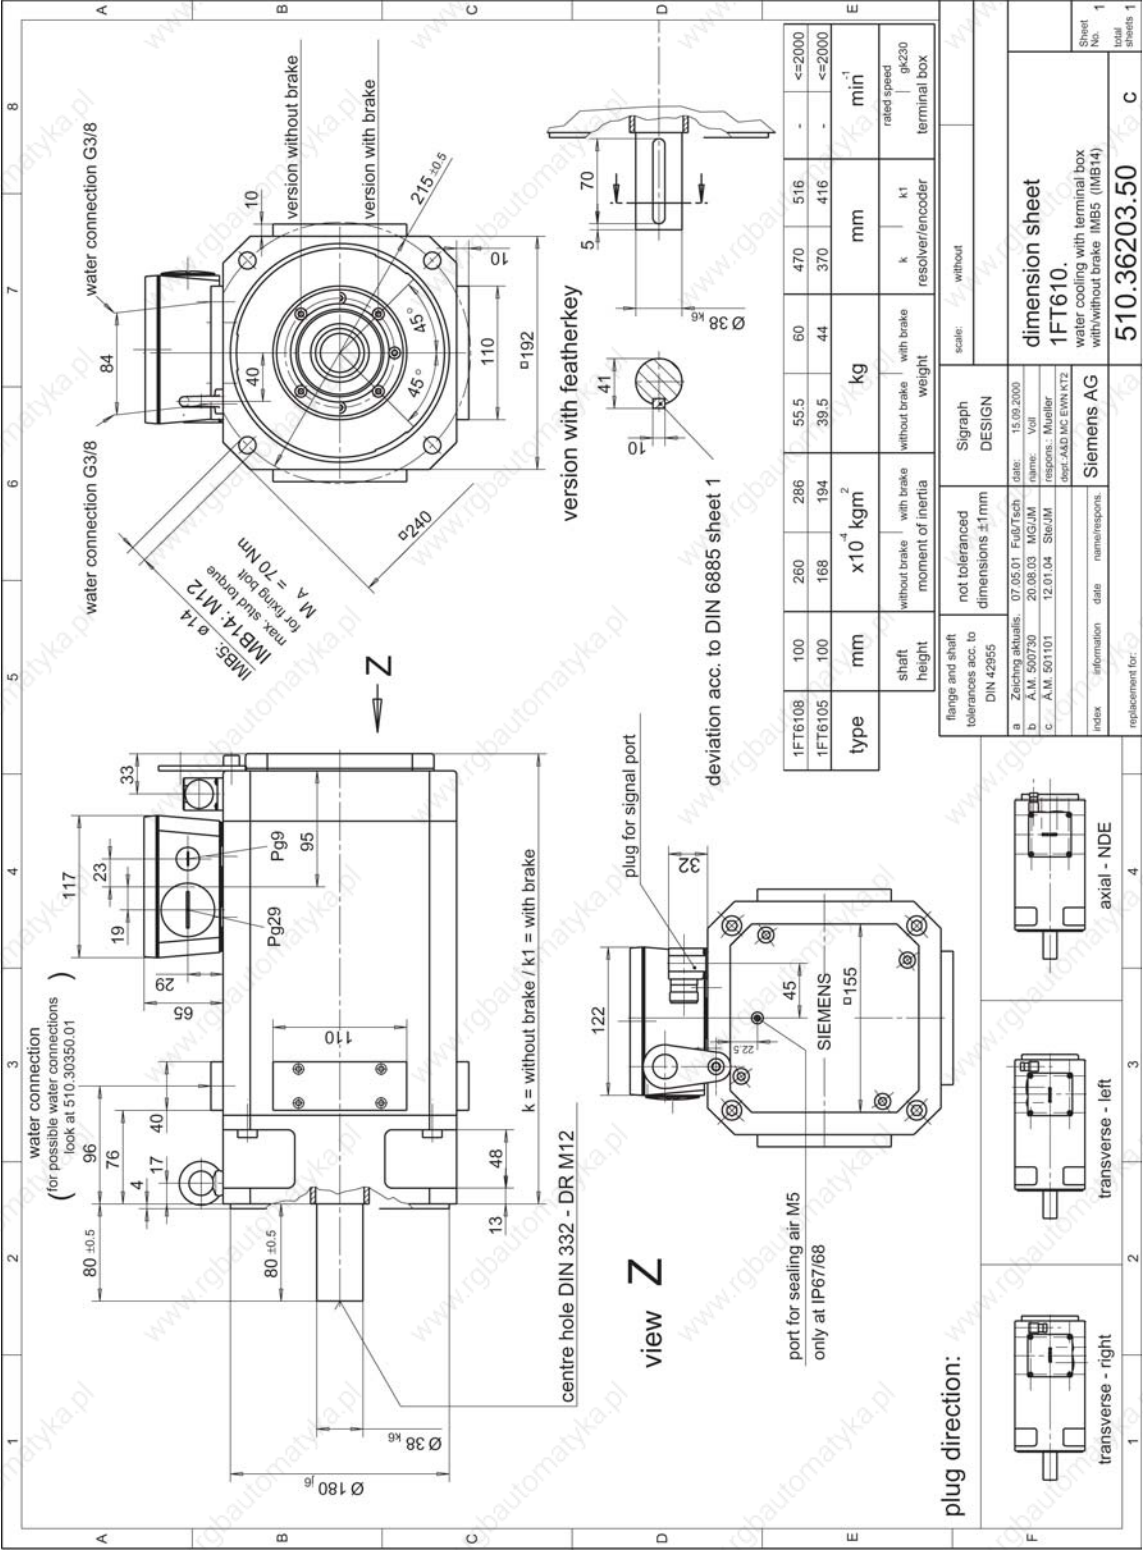 1
2
3
4
5
6
7
8
A
B
C
D
E
F
water connection
(for possible water connections
look at 510.30350.01)
80 ±0.5
96
76
4
17
40
65
29
117
19
23
33
Pg29
Pg9
95
110
80 ±0.5
13
48
k = without brake / k1 = with brake
Ø 180 j6
Ø 38 k6
centre hole DIN 332 - DR M12
Z
water connection G3/8
84
water connection G3/8
IMB5: Ø 14
IMB14: M12
max. stud torque
for fixing bolt
M A = 70 Nm
40
10
version without brake
version with brake
215 ±0.5
45°
45°
10
110
□192
□240
version with featherkey
70
5
Ø 38 k6
41
10
deviation acc. to DIN 6885 sheet 1
view Z
122
32
plug for signal port
45
22.5
SIEMENS
□155
port for sealing air M5
only at IP67/68
1FT6108 100 260 286 55.5 60 470 516 - <=2000
1FT6105 100 168 194 39.5 44 370 416 - <=2000
type mm x10⁻⁴ kgm² kg mm min⁻¹
shaft height
without brake with brake
moment of inertia
without brake with brake
weight
k k1
resolver/encoder
rated speed
gk230
terminal box
plug direction:
transverse - right
transverse - left
axial - NDE
flange and shaft
tolerances acc. to
DIN 42955
not toleranced
dimensions ±1mm
Sigraph
DESIGN
scale: without
a Zeichng aktualis. 07.05.01 Fuß/Tsch
b Ä.M. 500730 20.08.03 MG/JM
c Ä.M. 501101 12.01.04 Ste/JM
index information date name/respons.
date: 15.09.2000
name: Voll
respons.: Mueller
dept.:A&D MC EWN KT2
Siemens AG
dimension sheet
1FT610.
water cooling with terminal box
with/without brake IMB5 (IMB14)
Sheet No. 1
replacement for:
510.36203.50 c
total sheets 1
www.rgbautomatyka.pl